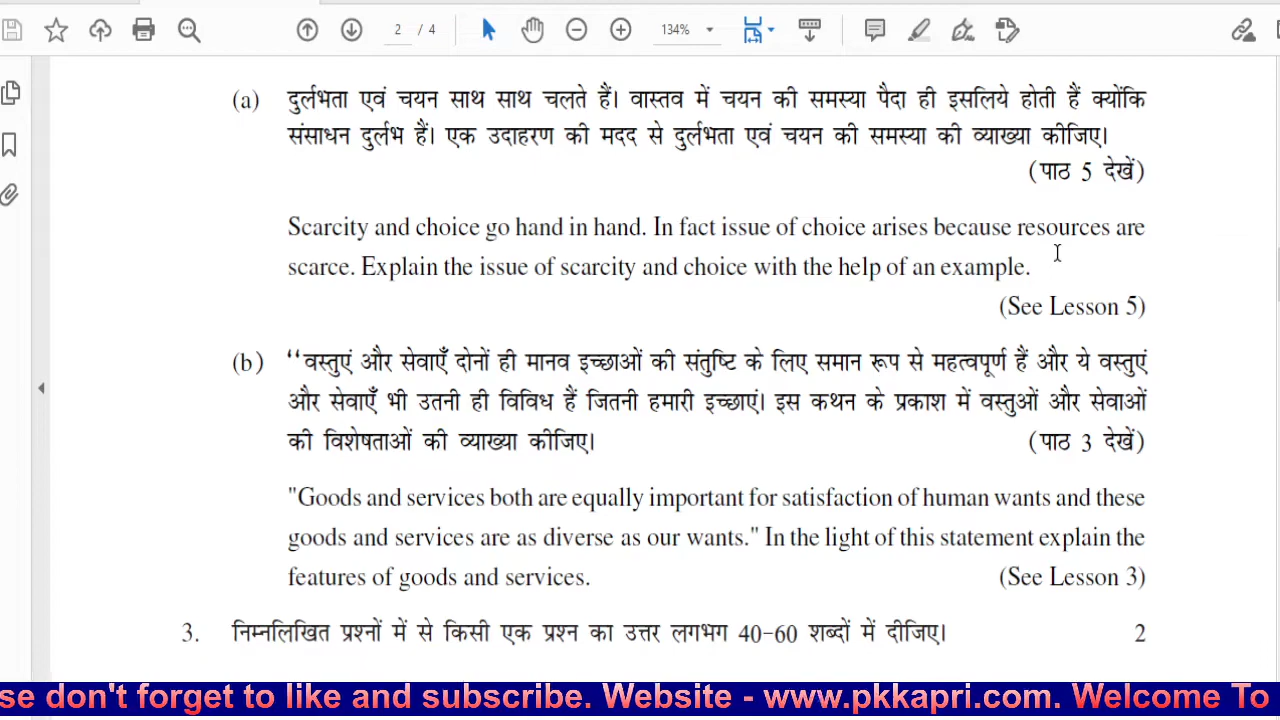 2 / 4
134%
(a) दुर्लभता एवं चयन साथ साथ चलते हैं। वास्तव में चयन की समस्या पैदा ही इसलिये होती हैं क्योंकि
संसाधन दुर्लभ हैं। एक उदाहरण की मदद से दुर्लभता एवं चयन की समस्या की व्याख्या कीजिए।
(पाठ 5 देखें)
Scarcity and choice go hand in hand. In fact issue of choice arises because resources are
scarce. Explain the issue of scarcity and choice with the help of an example.
(See Lesson 5)
(b) “वस्तुएं और सेवाएँ दोनों ही मानव इच्छाओं की संतुष्टि के लिए समान रूप से महत्वपूर्ण हैं और ये वस्तुएं
और सेवाएँ भी उतनी ही विविध हैं जितनी हमारी इच्छाएं। इस कथन के प्रकाश में वस्तुओं और सेवाओं
की विशेषताओं की व्याख्या कीजिए। (पाठ 3 देखें)
"Goods and services both are equally important for satisfaction of human wants and these
goods and services are as diverse as our wants." In the light of this statement explain the
features of goods and services. (See Lesson 3)
3. निम्नलिखित प्रश्नों में से किसी एक प्रश्न का उत्तर लगभग 40-60 शब्दों में दीजिए। 2
se don't forget to like and subscribe. Website - www.pkkapri.com. Welcome To